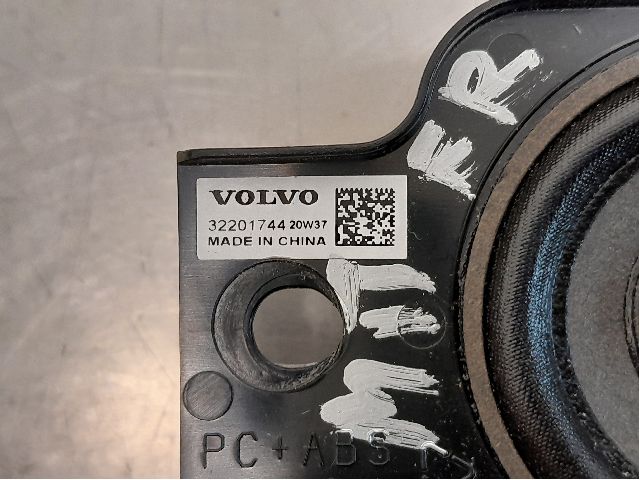 VOLVO
32201744 20W37
MADE IN CHINA
FR
PC+ABS